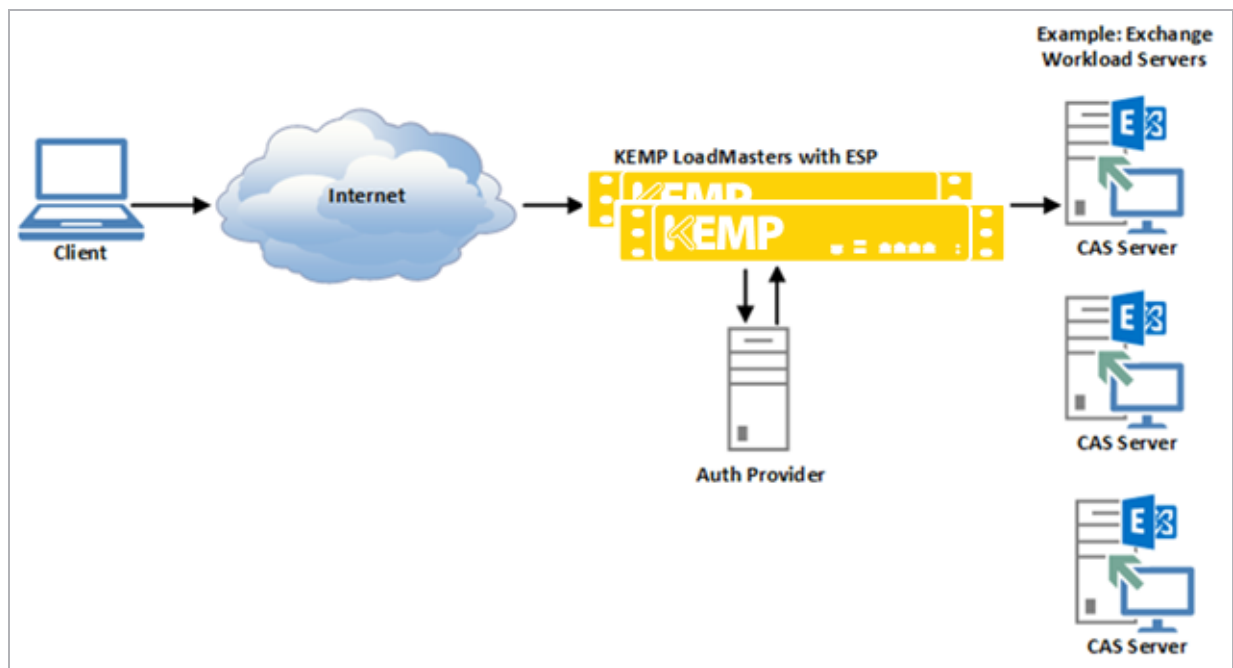 Example: Exchange
Workload Servers
KEMP LoadMasters with ESP
Internet
KEMP
KEMP
Client
CAS Server
Auth Provider
CAS Server
CAS Server